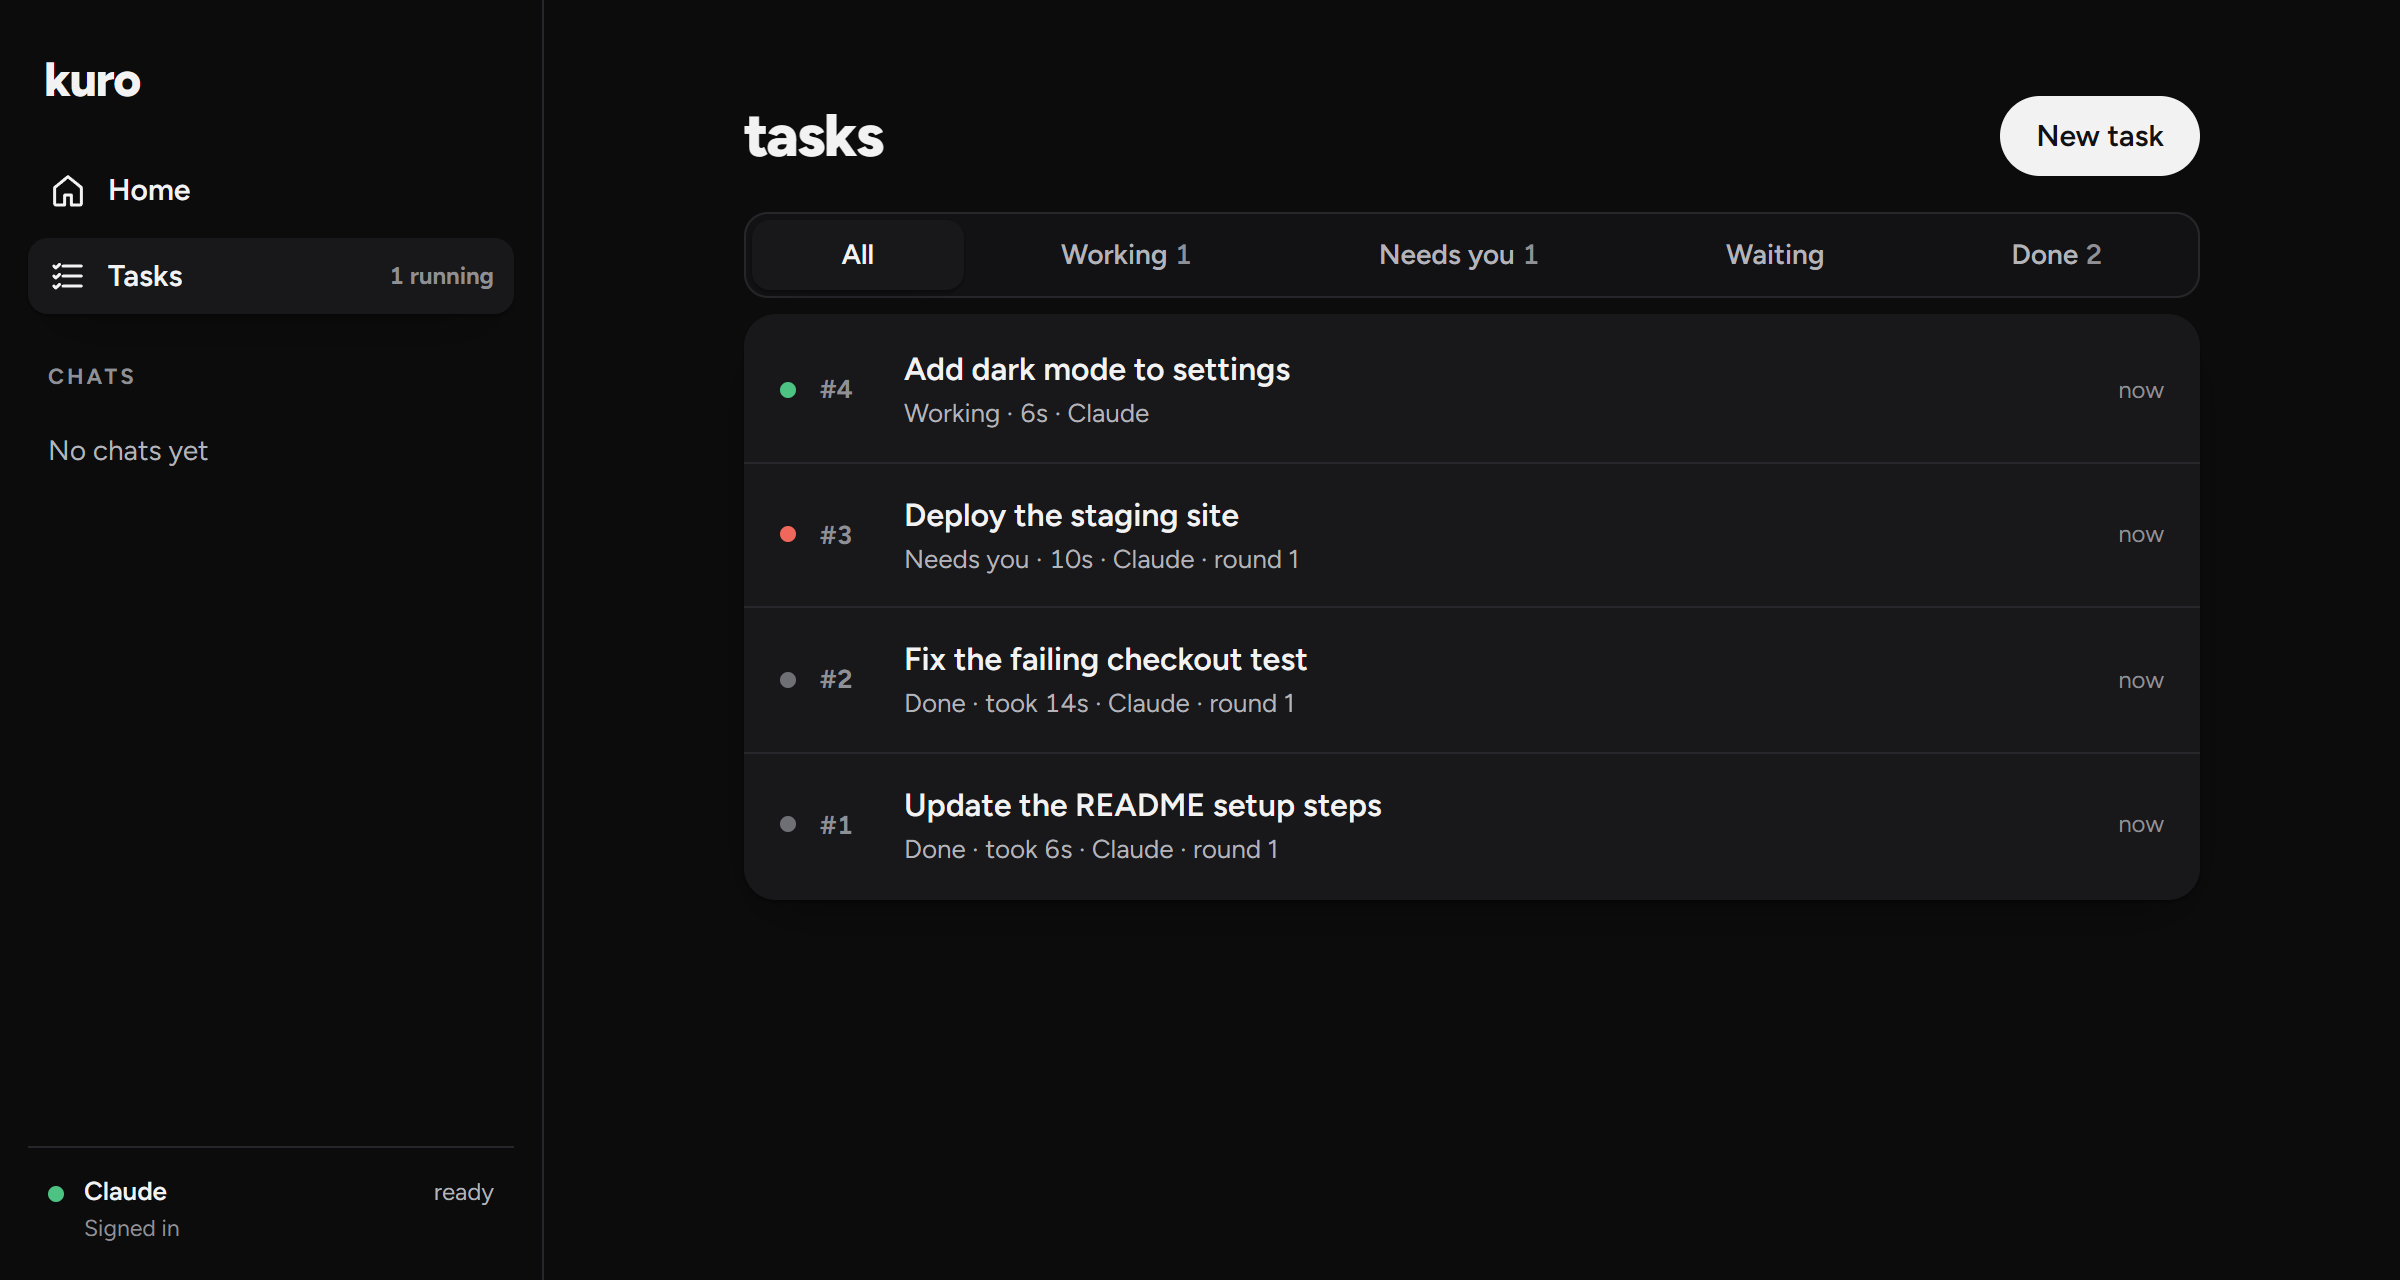 kuro
Home
Tasks 1 running
CHATS
No chats yet
Claude ready
Signed in
tasks
New task
All Working 1 Needs you 1 Waiting Done 2
#4 Add dark mode to settings now
Working · 6s · Claude
#3 Deploy the staging site now
Needs you · 10s · Claude · round 1
#2 Fix the failing checkout test now
Done · took 14s · Claude · round 1
#1 Update the README setup steps now
Done · took 6s · Claude · round 1